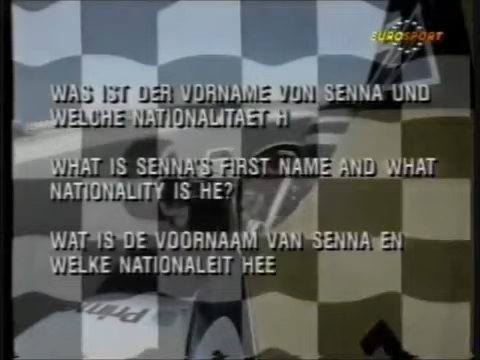 EUROSPORT
WAS IST DER VORNAME VON SENNA UND
WELCHE NATIONALITAET H
WHAT IS SENNA'S FIRST NAME AND WHAT
NATIONALITY IS HE?
WAT IS DE VOORNAAM VAN SENNA EN
WELKE NATIONALEIT HEE